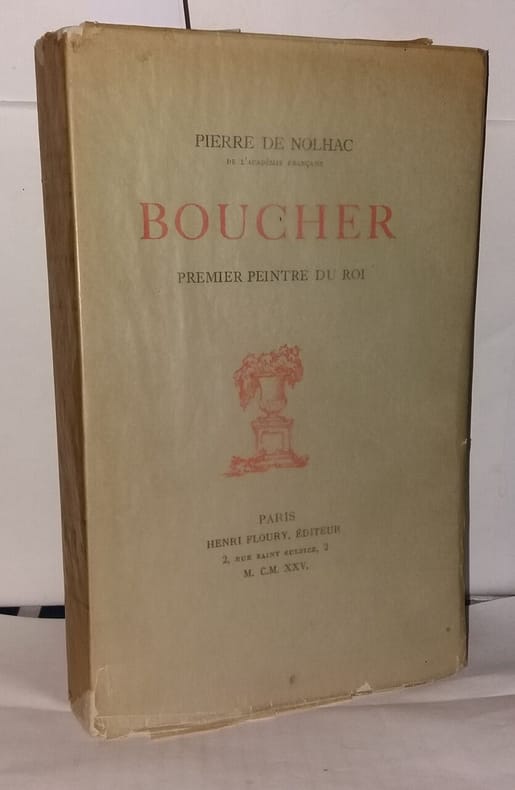 PIERRE DE NOLHAC
DE L'ACADÉMIE FRANÇAISE
BOUCHER
PREMIER PEINTRE DU ROI
PARIS
HENRI FLOURY, ÉDITEUR
2, RUE SAINT SULPICE, 2
M. C.M. XXV.